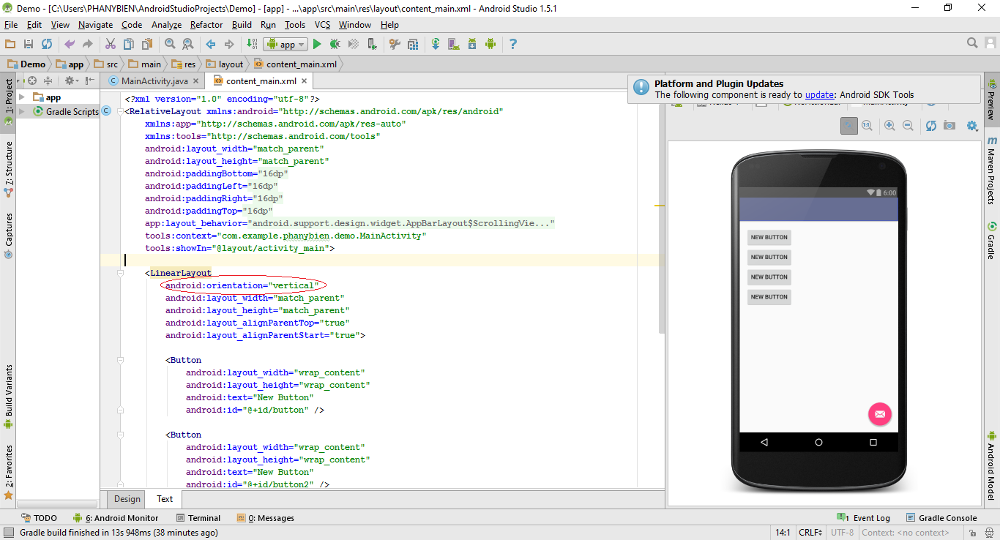 Demo - [C:\Users\PHANYBIEN\AndroidStudioProjects\Demo] - [app] - ...\app\src\main\res\layout\content_main.xml - Android Studio 1.5.1
File Edit View Navigate Code Analyze Refactor Build Run Tools VCS Window Help
app
Demo app src main res layout content_main.xml
MainActivity.java content_main.xml
Platform and Plugin Updates
The following component is ready to update: Android SDK Tools
1: Project
7: Structure
Captures
Build Variants
2: Favorites
app
Gradle Scripts
<?xml version="1.0" encoding="utf-8"?>
<RelativeLayout xmlns:android="http://schemas.android.com/apk/res/android"
xmlns:app="http://schemas.android.com/apk/res-auto"
xmlns:tools="http://schemas.android.com/tools"
android:layout_width="match_parent"
android:layout_height="match_parent"
android:paddingBottom="16dp"
android:paddingLeft="16dp"
android:paddingRight="16dp"
android:paddingTop="16dp"
app:layout_behavior="android.support.design.widget.AppBarLayout$ScrollingVie..."
tools:context="com.example.phanybien.demo.MainActivity"
tools:showIn="@layout/activity_main">
<LinearLayout
android:orientation="vertical"
android:layout_width="match_parent"
android:layout_height="match_parent"
android:layout_alignParentTop="true"
android:layout_alignParentStart="true">
<Button
android:layout_width="wrap_content"
android:layout_height="wrap_content"
android:text="New Button"
android:id="@+id/button" />
<Button
android:layout_width="wrap_content"
android:layout_height="wrap_content"
android:text="New Button"
android:id="@+id/button2" />
Design Text
6:00
NEW BUTTON
NEW BUTTON
NEW BUTTON
NEW BUTTON
Preview
Maven Projects
Gradle
Android Model
TODO 6: Android Monitor Terminal 0: Messages 1 Event Log Gradle Console
Gradle build finished in 13s 948ms (38 minutes ago) 14:1 CRLF UTF-8 Context: <no context>